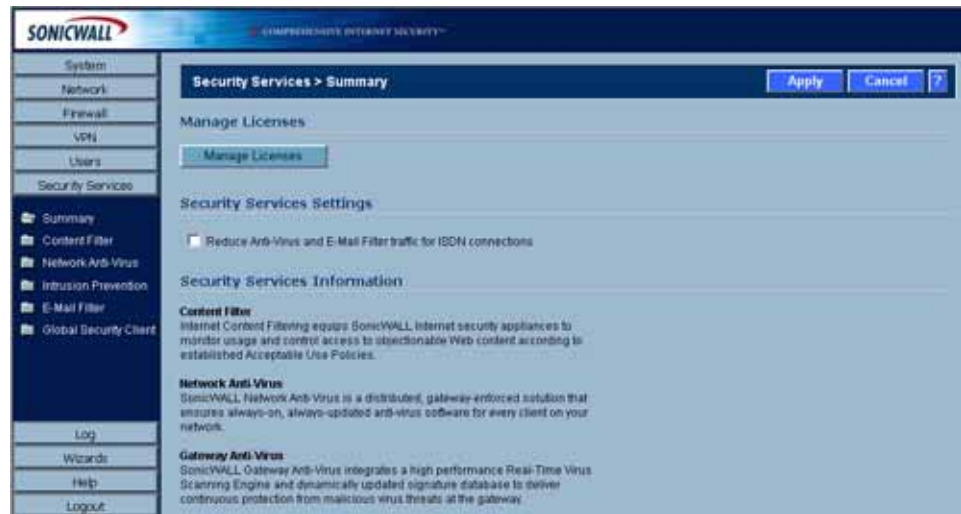 SONICWALL
COMPREHENSIVE INTERNET SECURITY™
System
Network
Firewall
VPN
Users
Security Services
Summary
Content Filter
Network Anti-Virus
Intrusion Prevention
E-Mail Filter
Global Security Client
Log
Wizards
Help
Logout
Security Services > Summary
Apply
Cancel
?
Manage Licenses
Manage Licenses
Security Services Settings
Reduce Anti-Virus and E-Mail Filter traffic for ISDN connections
Security Services Information
Content Filter
Internet Content Filtering equips SonicWALL Internet security appliances to
monitor usage and control access to objectionable Web content according to
established Acceptable Use Policies.
Network Anti-Virus
SonicWALL Network Anti-Virus is a distributed, gateway-enforced solution that
ensures always-on, always-updated anti-virus software for every client on your
network.
Gateway Anti-Virus
SonicWALL Gateway Anti-Virus integrates a high performance Real-Time Virus
Scanning Engine and dynamically updated signature database to deliver
continuous protection from malicious virus threats at the gateway.